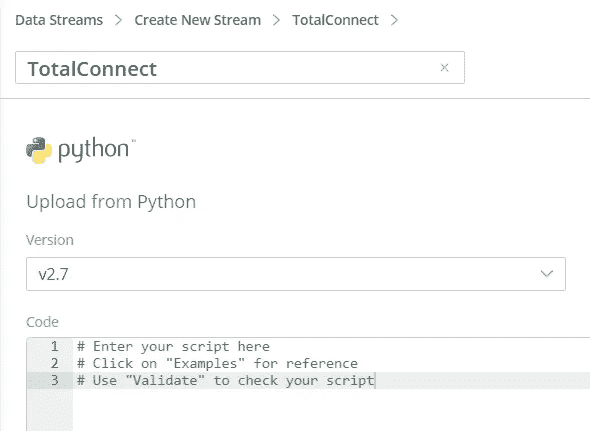 Data Streams > Create New Stream > TotalConnect >
TotalConnect ×
python™
Upload from Python
Version
v2.7
Code
1 # Enter your script here
2 # Click on "Examples" for reference
3 # Use "Validate" to check your script